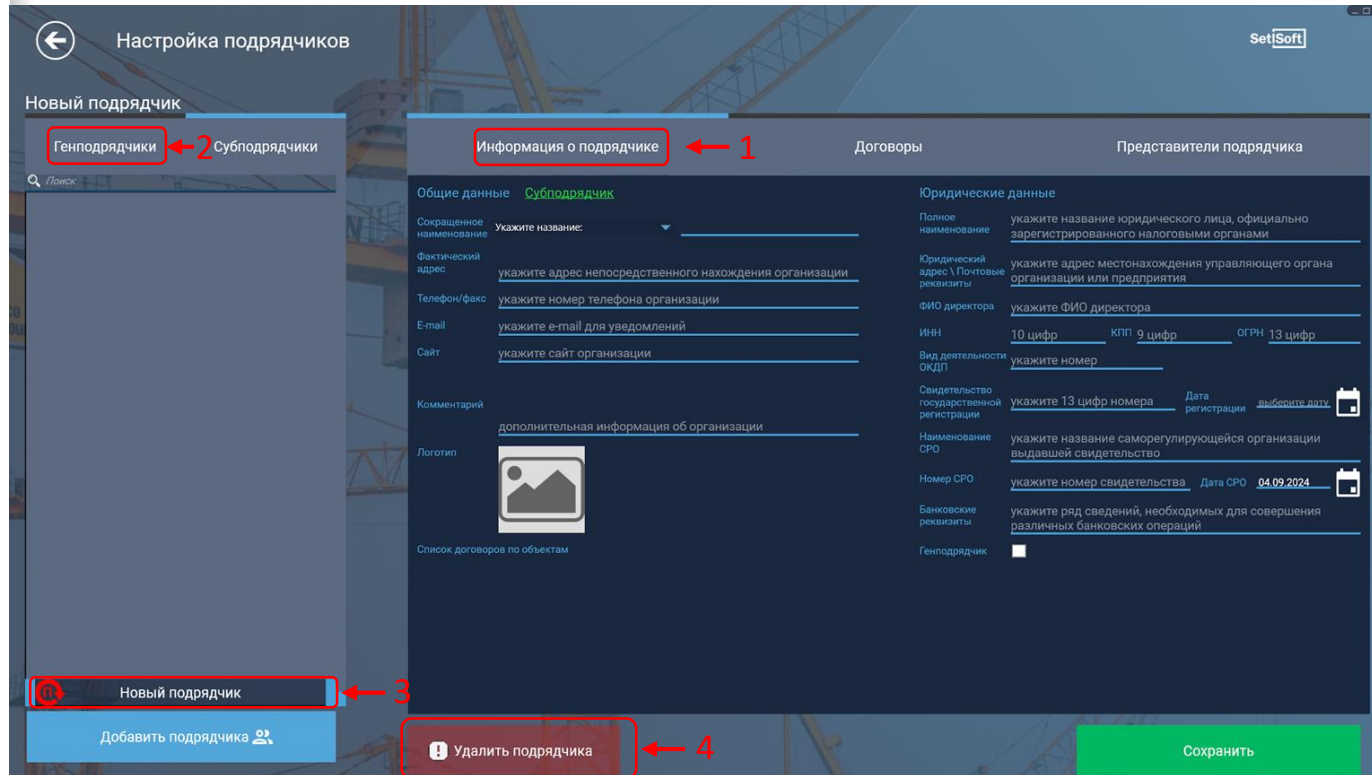 Настройка подрядчиков
Set|Soft
Новый подрядчик
Генподрядчики
2
Субподрядчики
Поиск
Новый подрядчик
3
Добавить подрядчика
Информация о подрядчике
1
Договоры
Представители подрядчика
Общие данные Субподрядчик
Сокращенное
наименование
Укажите название:
Фактический
адрес
укажите адрес непосредственного нахождения организации
Телефон/факс укажите номер телефона организации
E-mail укажите e-mail для уведомлений
Сайт укажите сайт организации
Комментарий
дополнительная информация об организации
Логотип
Список договоров по объектам
Юридические данные
Полное
наименование
укажите название юридического лица, официально
зарегистрированного налоговыми органами
Юридический
адрес \ Почтовые
реквизиты
укажите адрес местонахождения управляющего органа
организации или предприятия
ФИО директора укажите ФИО директора
ИНН 10 цифр КПП 9 цифр ОГРН 13 цифр
Вид деятельности
ОКДП
укажите номер
Свидетельство
государственной
регистрации
укажите 13 цифр номера
Дата
регистрации
выберите дату
Наименование
СРО
укажите название саморегулирующейся организации
выдавшей свидетельство
Номер СРО укажите номер свидетельства Дата СРО 04.09.2024
Банковские
реквизиты
укажите ряд сведений, необходимых для совершения
различных банковских операций
Генподрядчик
Удалить подрядчика
4
Сохранить